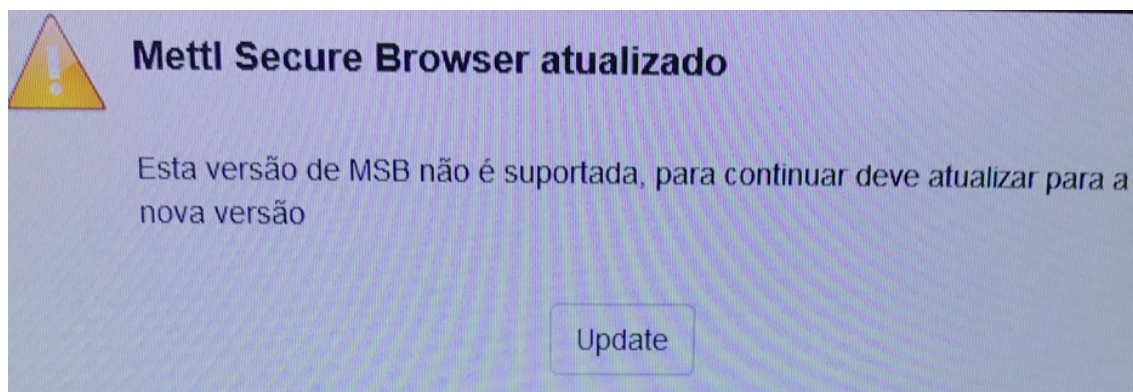 Mettl Secure Browser atualizado
Esta versão de MSB não é suportada, para continuar deve atualizar para a
nova versão
Update